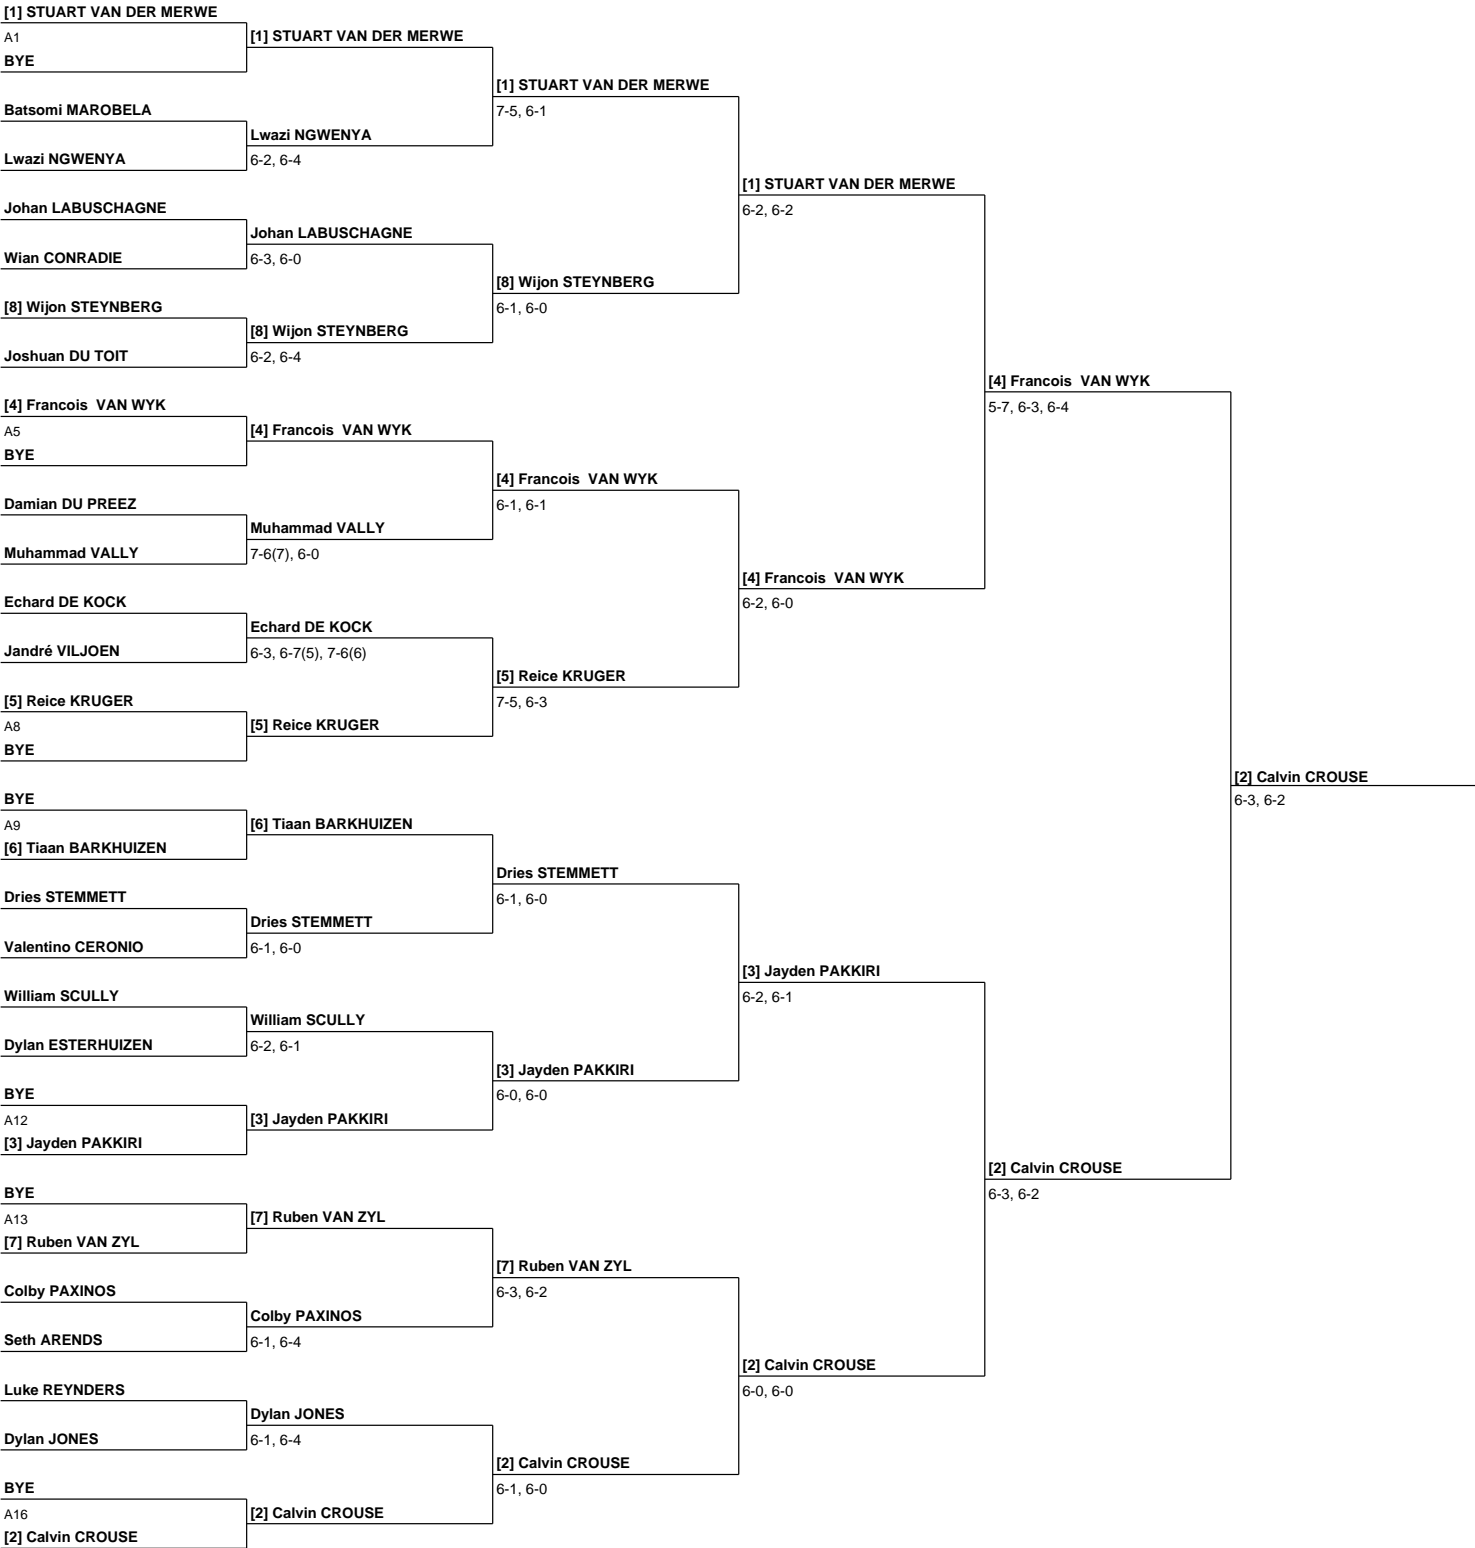 [1] STUART VAN DER MERWE
A1
BYE
Batsomi MAROBELA
Lwazi NGWENYA
Johan LABUSCHAGNE
Wian CONRADIE
[8] Wijon STEYNBERG
Joshuan DU TOIT
[4] Francois  VAN WYK
A5
BYE
Damian DU PREEZ
Muhammad VALLY
Echard DE KOCK
Jandré VILJOEN
[5] Reice KRUGER
A8
BYE
BYE
A9
[6] Tiaan BARKHUIZEN
Dries STEMMETT
Valentino CERONIO
William SCULLY
Dylan ESTERHUIZEN
BYE
A12
[3] Jayden PAKKIRI
BYE
A13
[7] Ruben VAN ZYL
Colby PAXINOS
Seth ARENDS
Luke REYNDERS
Dylan JONES
BYE
A16
[2] Calvin CROUSE
[1] STUART VAN DER MERWE
Lwazi NGWENYA
6-2, 6-4
Johan LABUSCHAGNE
6-3, 6-0
[8] Wijon STEYNBERG
6-2, 6-4
[4] Francois  VAN WYK
Muhammad VALLY
7-6(7), 6-0
Echard DE KOCK
6-3, 6-7(5), 7-6(6)
[5] Reice KRUGER
[6] Tiaan BARKHUIZEN
Dries STEMMETT
6-1, 6-0
William SCULLY
6-2, 6-1
[3] Jayden PAKKIRI
[7] Ruben VAN ZYL
Colby PAXINOS
6-1, 6-4
Dylan JONES
6-1, 6-4
[2] Calvin CROUSE
[1] STUART VAN DER MERWE
7-5, 6-1
[8] Wijon STEYNBERG
6-1, 6-0
[4] Francois  VAN WYK
6-1, 6-1
[5] Reice KRUGER
7-5, 6-3
Dries STEMMETT
6-1, 6-0
[3] Jayden PAKKIRI
6-0, 6-0
[7] Ruben VAN ZYL
6-3, 6-2
[2] Calvin CROUSE
6-1, 6-0
[1] STUART VAN DER MERWE
6-2, 6-2
[4] Francois  VAN WYK
6-2, 6-0
[3] Jayden PAKKIRI
6-2, 6-1
[2] Calvin CROUSE
6-0, 6-0
[4] Francois  VAN WYK
5-7, 6-3, 6-4
[2] Calvin CROUSE
6-3, 6-2
[2] Calvin CROUSE
6-3, 6-2